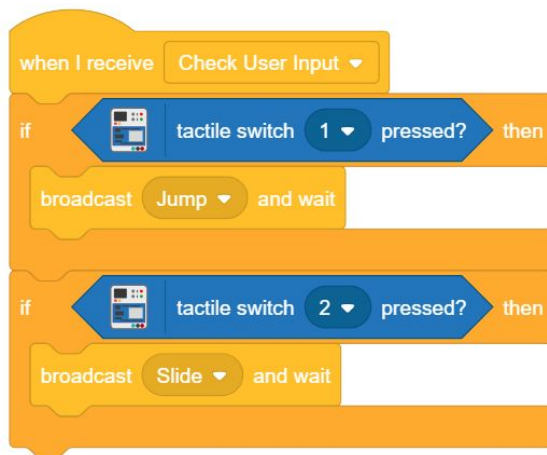 when I receive Check User Input
if tactile switch 1 pressed? then
broadcast Jump and wait
if tactile switch 2 pressed? then
broadcast Slide and wait